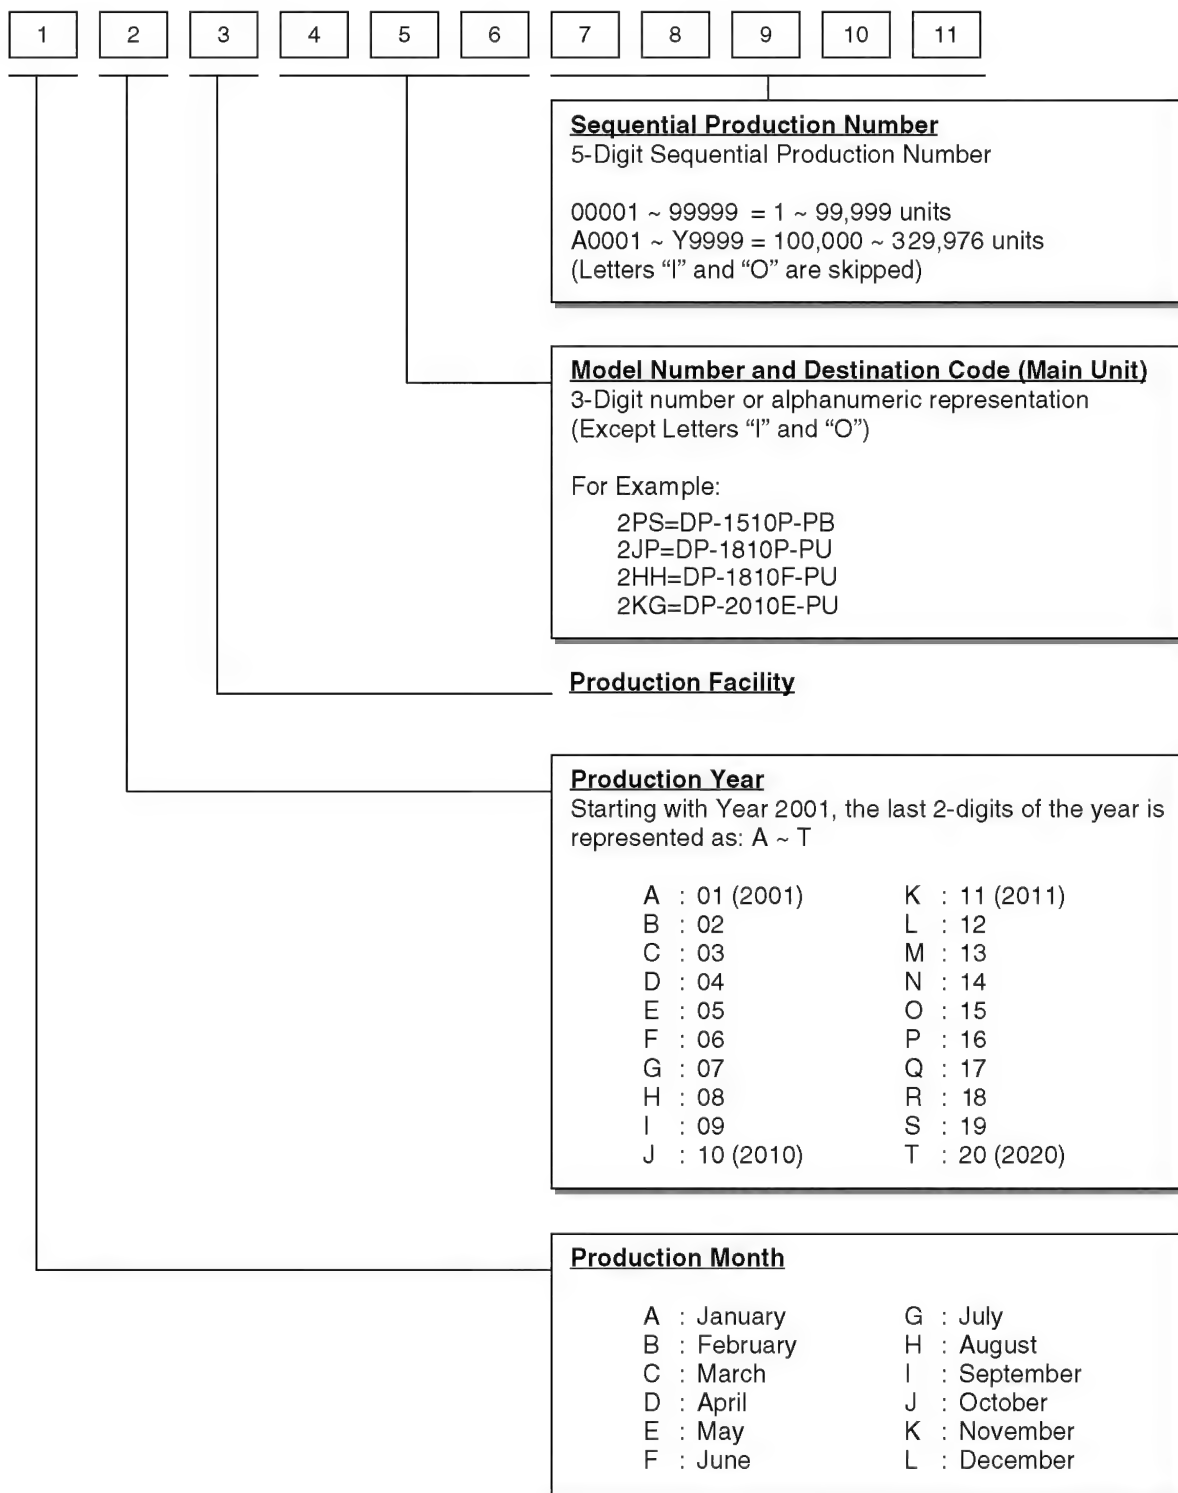 1 2 3 4 5 6 7 8 9 10 11
Sequential Production Number
5-Digit Sequential Production Number
00001 ~ 99999 = 1 ~ 99,999 units
A0001 ~ Y9999 = 100,000 ~ 329,976 units
(Letters “I” and “O” are skipped)
Model Number and Destination Code (Main Unit)
3-Digit number or alphanumeric representation
(Except Letters “I” and “O”)
For Example:
2PS=DP-1510P-PB
2JP=DP-1810P-PU
2HH=DP-1810F-PU
2KG=DP-2010E-PU
Production Facility
Production Year
Starting with Year 2001, the last 2-digits of the year is
represented as: A ~ T
A : 01 (2001) K : 11 (2011)
B : 02 L : 12
C : 03 M : 13
D : 04 N : 14
E : 05 O : 15
F : 06 P : 16
G : 07 Q : 17
H : 08 R : 18
I : 09 S : 19
J : 10 (2010) T : 20 (2020)
Production Month
A : January G : July
B : February H : August
C : March I : September
D : April J : October
E : May K : November
F : June L : December